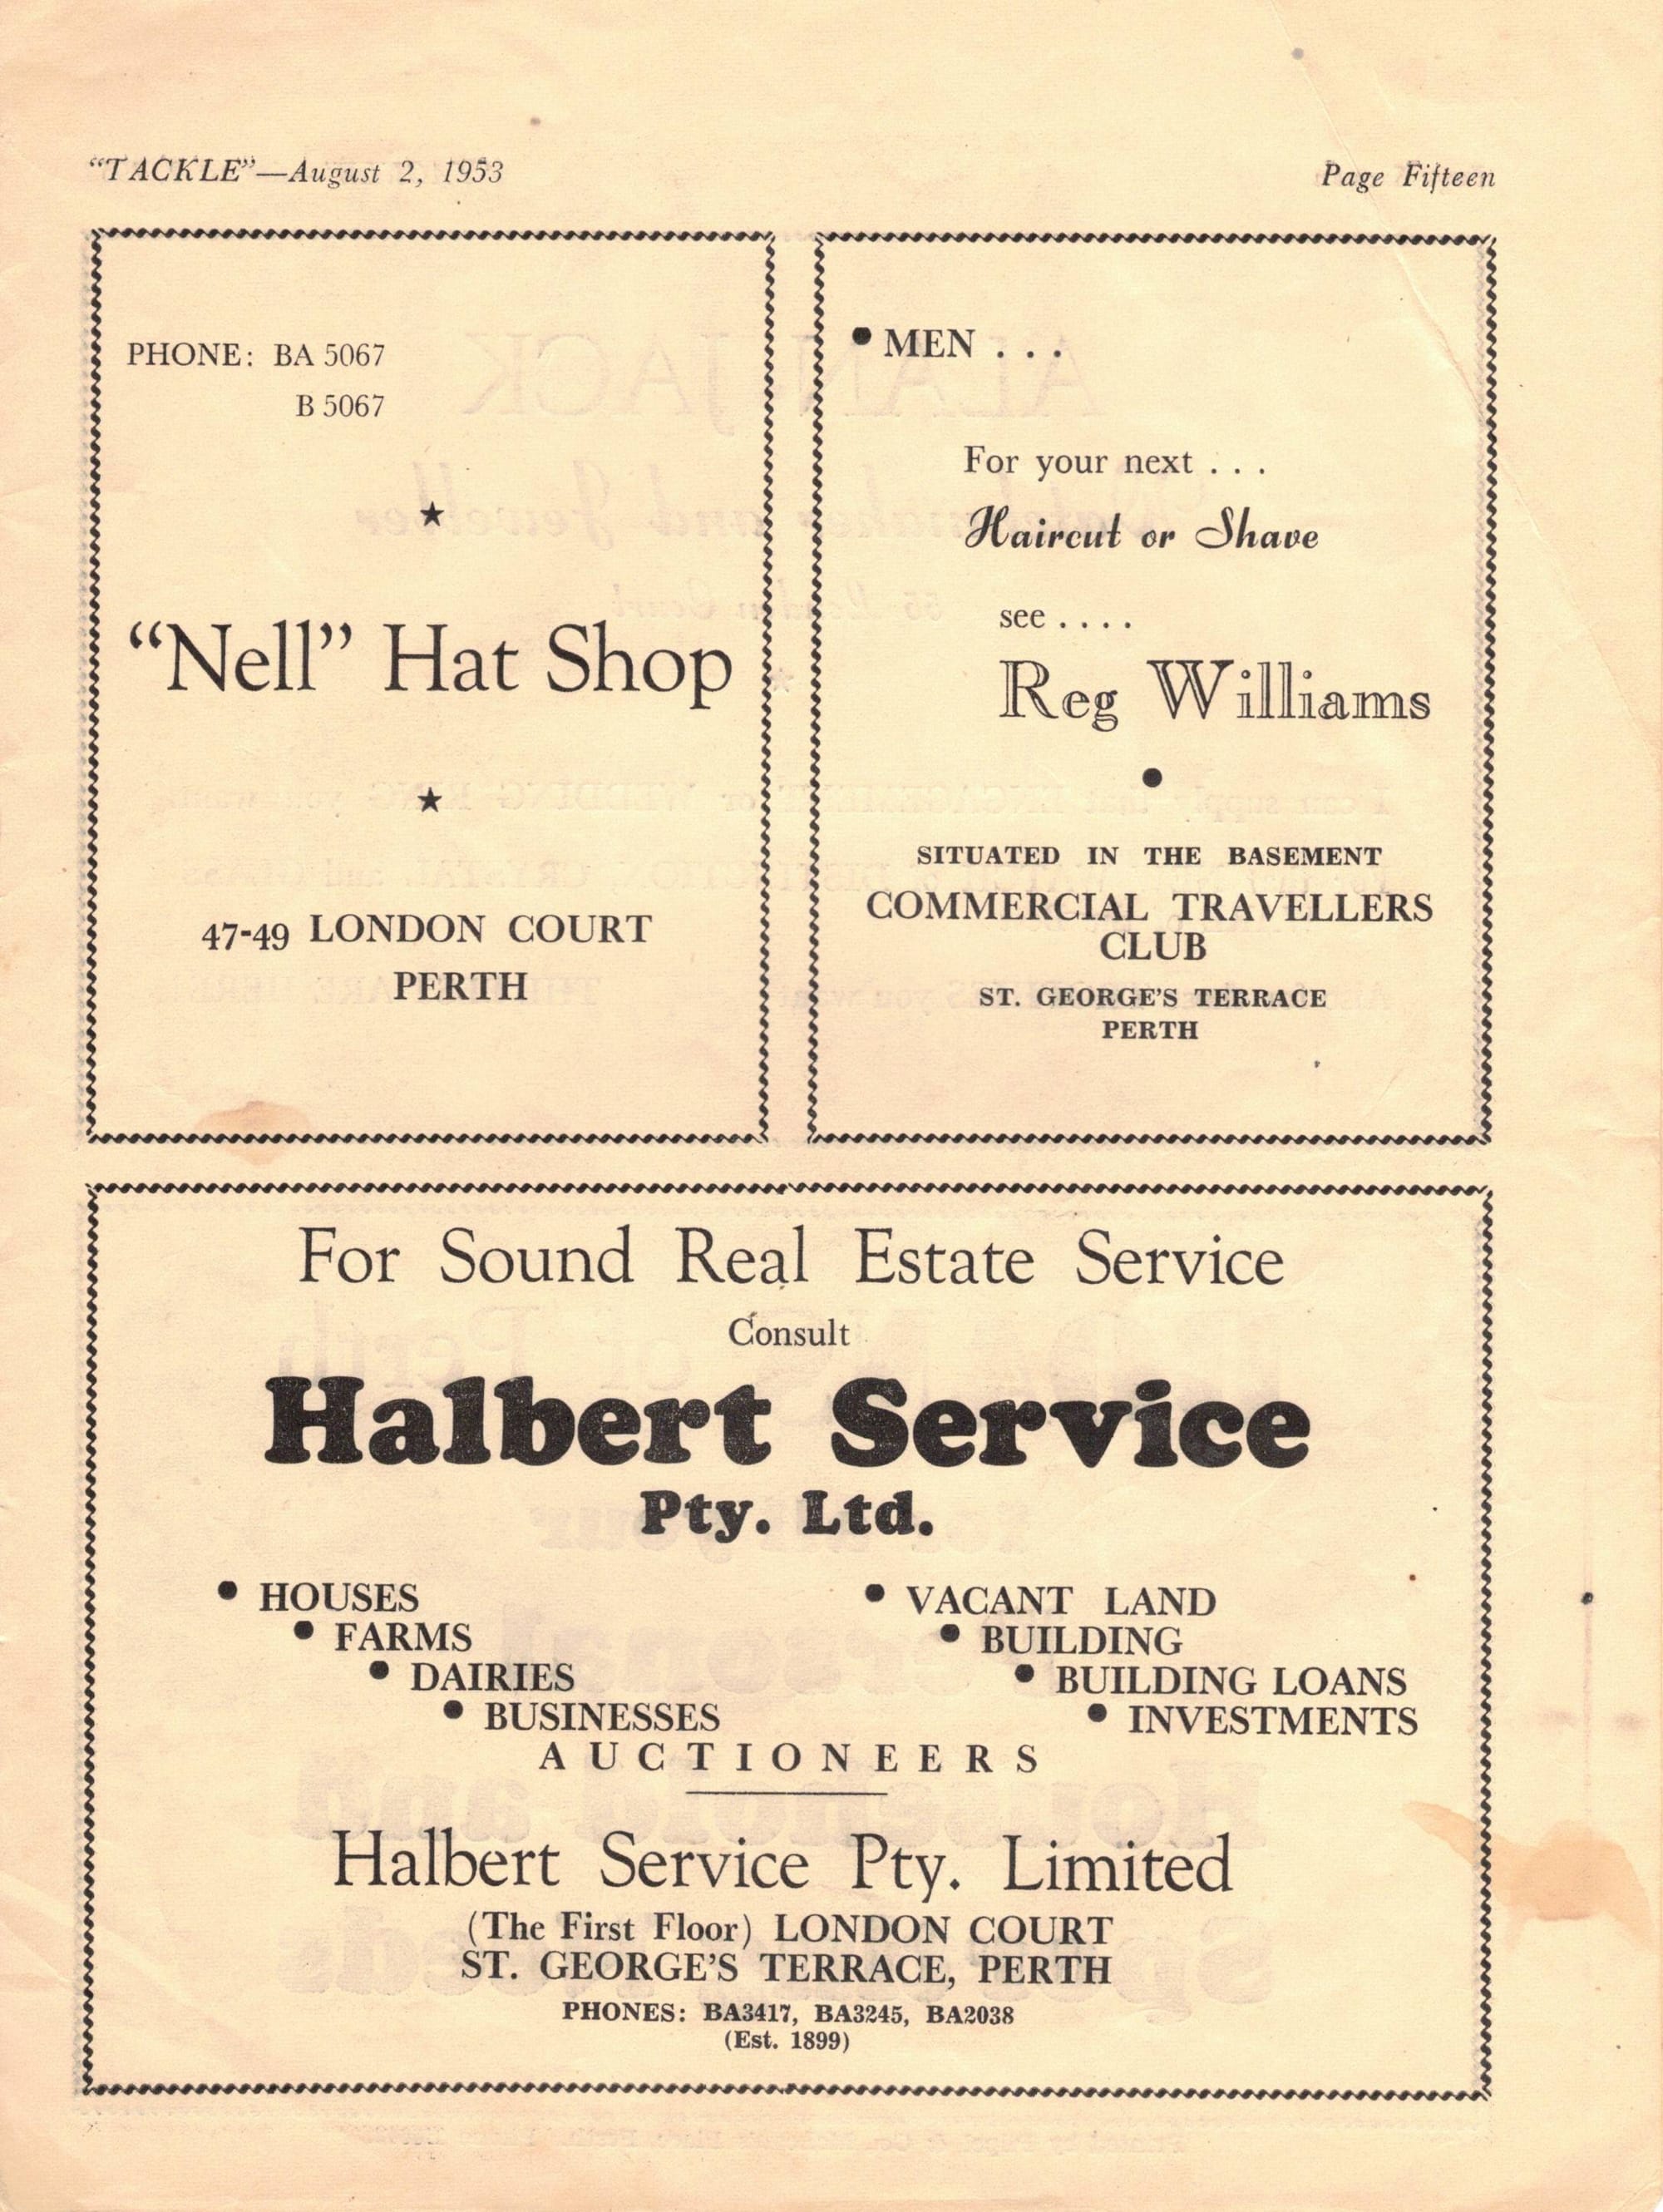 "TACKLE"—August 2, 1953
Page Fifteen
PHONE: BA 5067
B 5067
★
"Nell" Hat Shop
★
47-49 LONDON COURT
PERTH
• MEN . . .
For your next . . .
Haircut or Shave
see . . . .
Reg Williams
•
SITUATED IN THE BASEMENT
COMMERCIAL TRAVELLERS
CLUB
ST. GEORGE'S TERRACE
PERTH
For Sound Real Estate Service
Consult
Halbert Service
Pty. Ltd.
• HOUSES
• FARMS
• DAIRIES
• BUSINESSES
• VACANT LAND
• BUILDING
• BUILDING LOANS
• INVESTMENTS
AUCTIONEERS
Halbert Service Pty. Limited
(The First Floor) LONDON COURT
ST. GEORGE'S TERRACE, PERTH
PHONES: BA3417, BA3245, BA2038
(Est. 1899)